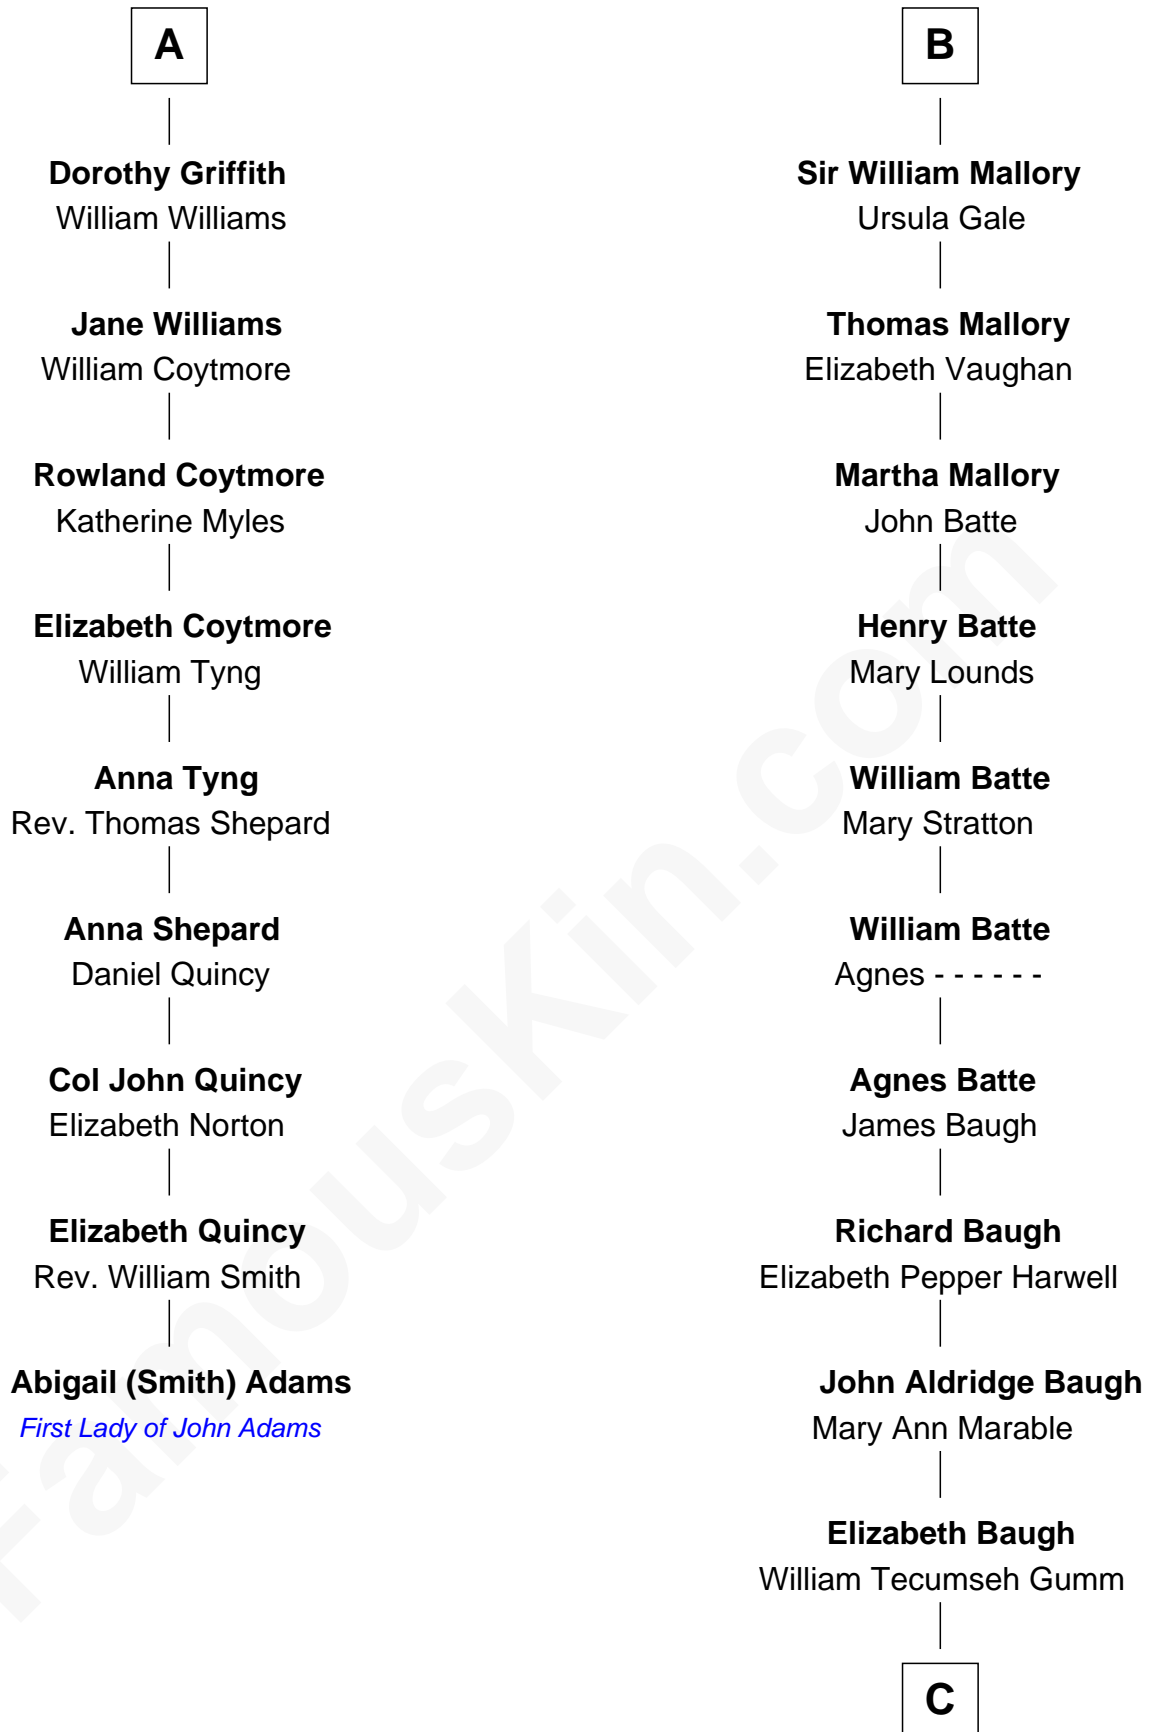 A
Dorothy Griffith
William Williams
Jane Williams
William Coytmore
Rowland Coytmore
Katherine Myles
Elizabeth Coytmore
William Tyng
Anna Tyng
Rev. Thomas Shepard
Anna Shepard
Daniel Quincy
Col John Quincy
Elizabeth Norton
Elizabeth Quincy
Rev. William Smith
Abigail (Smith) Adams
First Lady of John Adams
B
Sir William Mallory
Ursula Gale
Thomas Mallory
Elizabeth Vaughan
Martha Mallory
John Batte
Henry Batte
Mary Lounds
William Batte
Mary Stratton
William Batte
Agnes - - - - - -
Agnes Batte
James Baugh
Richard Baugh
Elizabeth Pepper Harwell
John Aldridge Baugh
Mary Ann Marable
Elizabeth Baugh
William Tecumseh Gumm
C
FamousKin.com